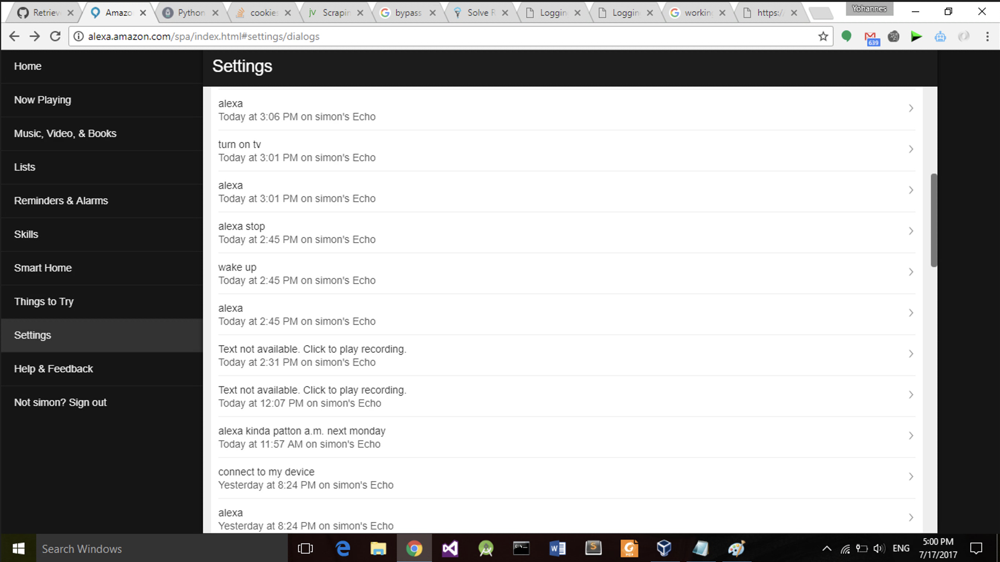 Retriev
Amazo
Python
cookies
Scrapin
bypass
Solve R
Loggin
Loggin
working
https:/
Yohannes
alexa.amazon.com/spa/index.html#settings/dialogs
639
Home
Now Playing
Music, Video, & Books
Lists
Reminders & Alarms
Skills
Smart Home
Things to Try
Settings
Help & Feedback
Not simon? Sign out
Settings
alexa
Today at 3:06 PM on simon's Echo
turn on tv
Today at 3:01 PM on simon's Echo
alexa
Today at 3:01 PM on simon's Echo
alexa stop
Today at 2:45 PM on simon's Echo
wake up
Today at 2:45 PM on simon's Echo
alexa
Today at 2:45 PM on simon's Echo
Text not available. Click to play recording.
Today at 2:31 PM on simon's Echo
Text not available. Click to play recording.
Today at 12:07 PM on simon's Echo
alexa kinda patton a.m. next monday
Today at 11:57 AM on simon's Echo
connect to my device
Yesterday at 8:24 PM on simon's Echo
alexa
Yesterday at 8:24 PM on simon's Echo
Search Windows
ENG
5:00 PM
7/17/2017